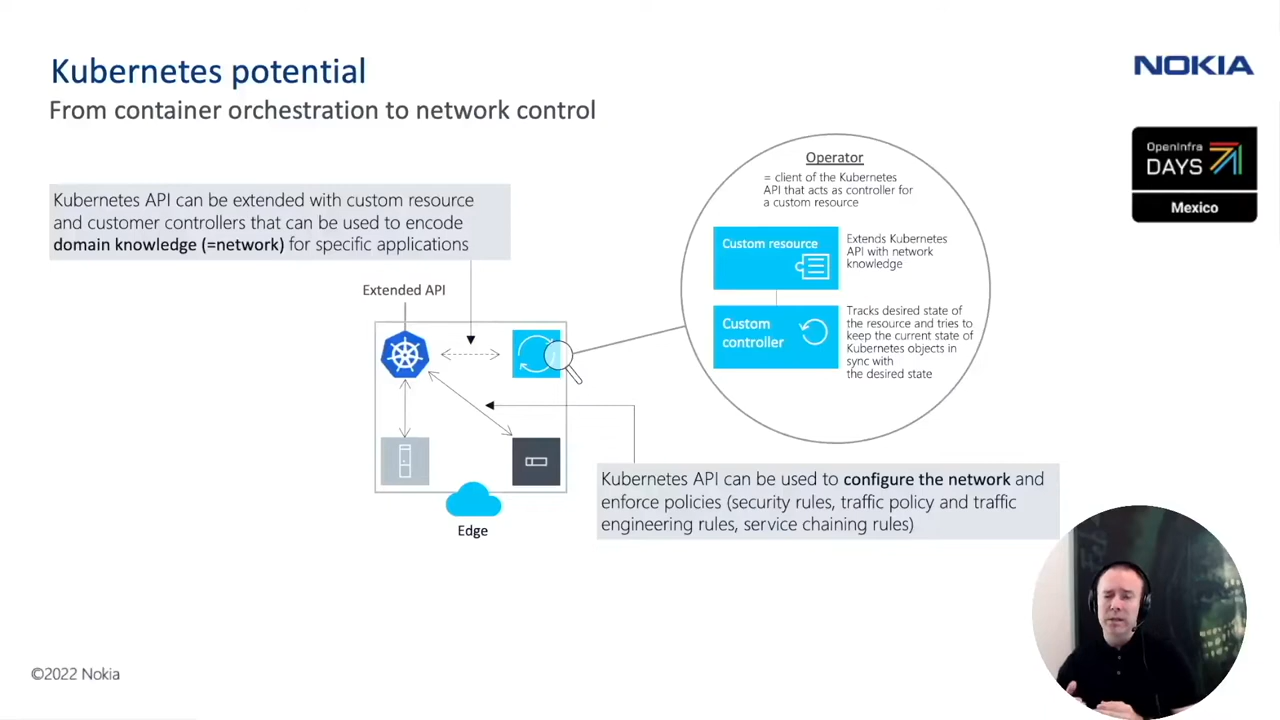 Kubernetes potential
From container orchestration to network control
NOKIA
OpenInfra
DAYS
Mexico
Kubernetes API can be extended with custom resource
and customer controllers that can be used to encode
domain knowledge (=network) for specific applications
Extended API
Operator
= client of the Kubernetes
API that acts as controller for
a custom resource
Custom resource
Extends Kubernetes
API with network
knowledge
Custom
controller
Tracks desired state of
the resource and tries to
keep the current state of
Kubernetes objects in
sync with
the desired state
Edge
Kubernetes API can be used to configure the network and
enforce policies (security rules, traffic policy and traffic
engineering rules, service chaining rules)
©2022 Nokia